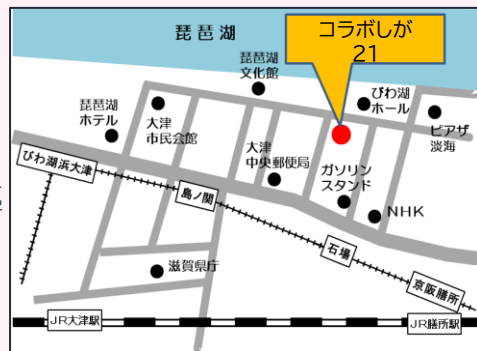 琵琶湖
コラボしが
21
琵琶湖
文化館
びわ湖
ホール
琵琶湖
ホテル
大津
市民会館
ピアザ
淡海
大津
中央郵便局
ガソリン
スタンド
びわ湖浜大津
島ノ関
NHK
石場
滋賀県庁
京阪膳所
JR大津駅
JR膳所駅